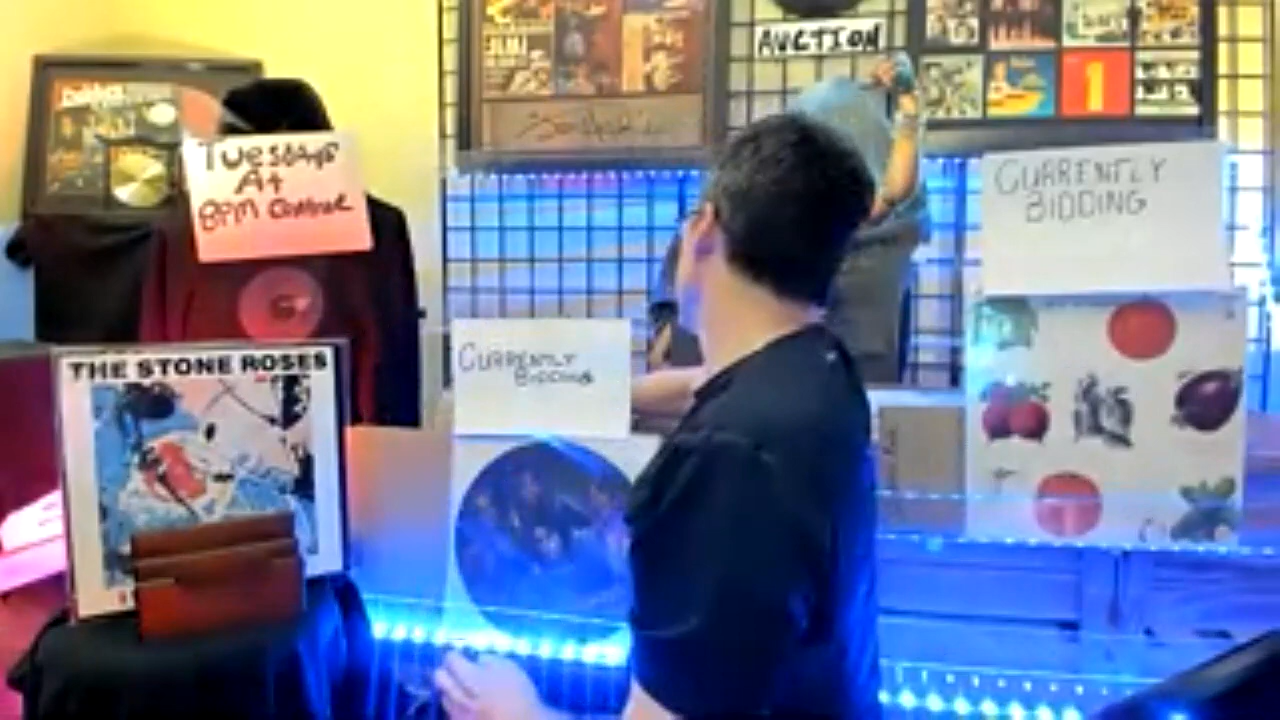 AUCTION
Tuesdays
At
8PM Central
CURRENTLY
BIDDING
CURRENTLY
BIDDING
THE STONE ROSES
1